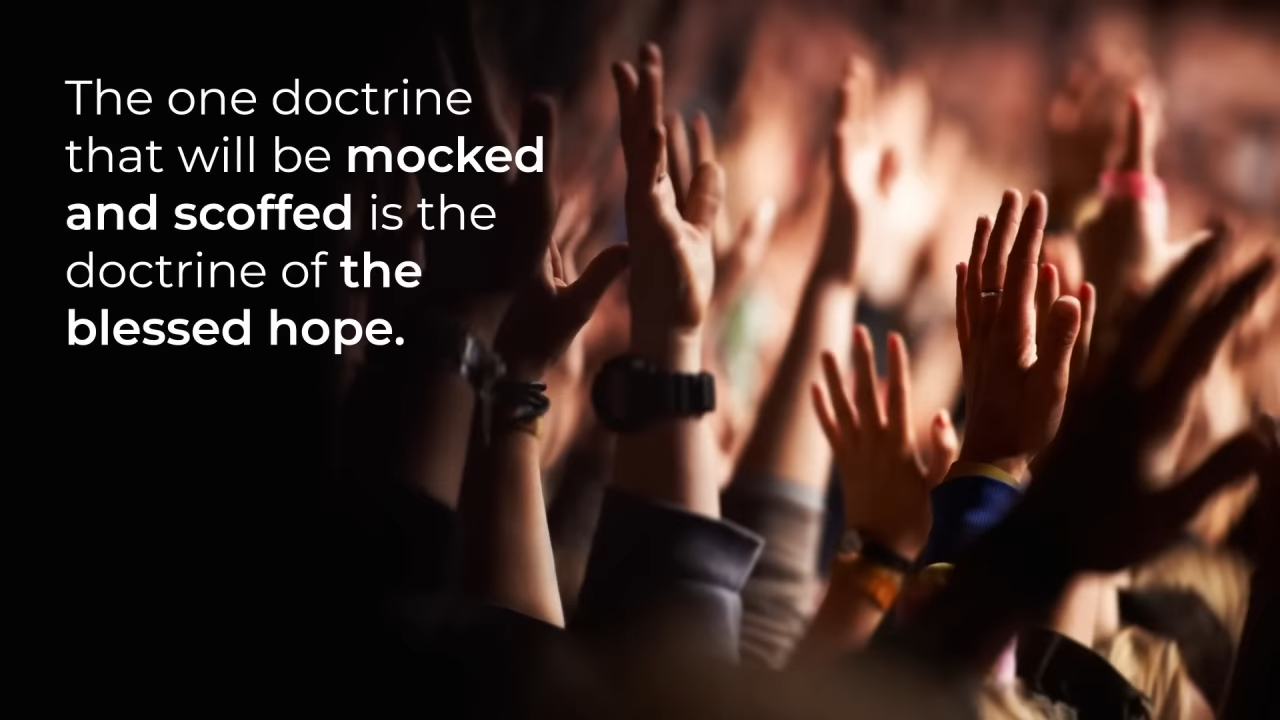 The one doctrine
that will be mocked
and scoffed is the
doctrine of the
blessed hope.